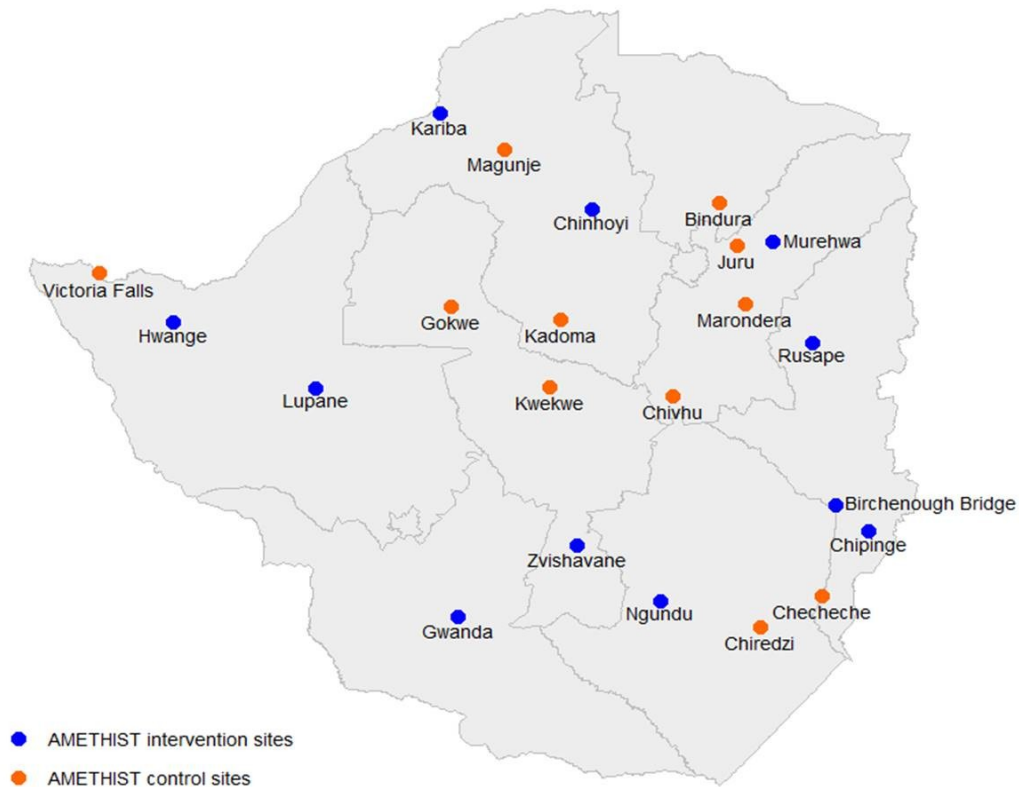 Kariba
Magunje
Chinhoyi
Bindura
Murehwa
Juru
Victoria Falls
Hwange
Gokwe
Kadoma
Marondera
Rusape
Lupane
Kwekwe
Chivhu
Birchenough Bridge
Chipinge
Zvishavane
Ngundu
Checheche
Gwanda
Chiredzi
AMETHIST intervention sites
AMETHIST control sites